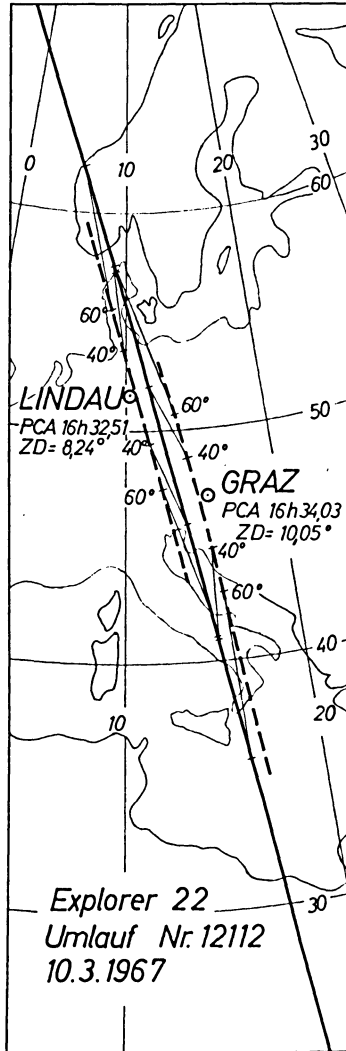 30
0
10
20
60
60°
40°
LINDAU
PCA 16h32,51
ZD= 8,24°
60°
50
40°
40°
60°
GRAZ
PCA 16h34,03
ZD= 10,05°
40°
60°
40
10
20
30
Explorer 22
Umlauf Nr. 12112
10.3.1967